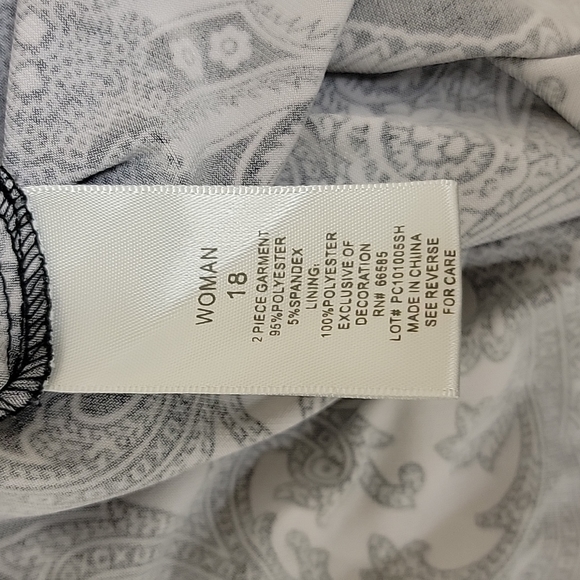 WOMAN
18
2 PIECE GARMENT
95%POLYESTER
5%SPANDEX
LINING:
100%POLYESTER
EXCLUSIVE OF
DECORATION
RN# 66585
LOT# PC101005SH
MADE IN CHINA
SEE REVERSE
FOR CARE